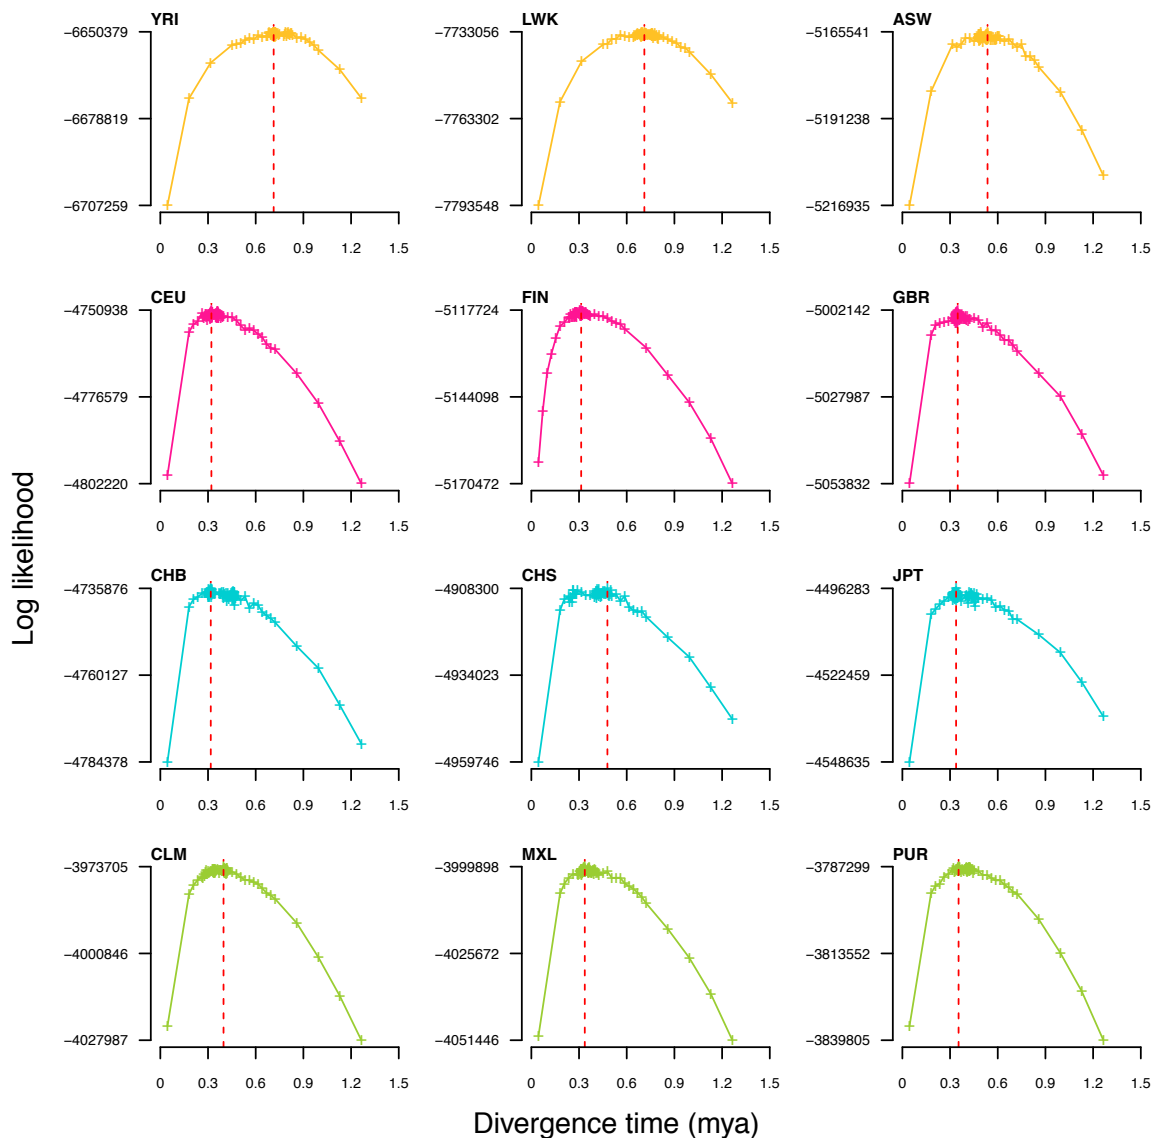 YRI
−6650379
−6678819
−6707259
0 0.3 0.6 0.9 1.2 1.5
LWK
−7733056
−7763302
−7793548
0 0.3 0.6 0.9 1.2 1.5
ASW
−5165541
−5191238
−5216935
0 0.3 0.6 0.9 1.2 1.5
CEU
−4750938
−4776579
−4802220
0 0.3 0.6 0.9 1.2 1.5
FIN
−5117724
−5144098
−5170472
0 0.3 0.6 0.9 1.2 1.5
GBR
−5002142
−5027987
−5053832
0 0.3 0.6 0.9 1.2 1.5
Log likelihood
CHB
−4735876
−4760127
−4784378
0 0.3 0.6 0.9 1.2 1.5
CHS
−4908300
−4934023
−4959746
0 0.3 0.6 0.9 1.2 1.5
JPT
−4496283
−4522459
−4548635
0 0.3 0.6 0.9 1.2 1.5
CLM
−3973705
−4000846
−4027987
0 0.3 0.6 0.9 1.2 1.5
MXL
−3999898
−4025672
−4051446
0 0.3 0.6 0.9 1.2 1.5
PUR
−3787299
−3813552
−3839805
0 0.3 0.6 0.9 1.2 1.5
Divergence time (mya)